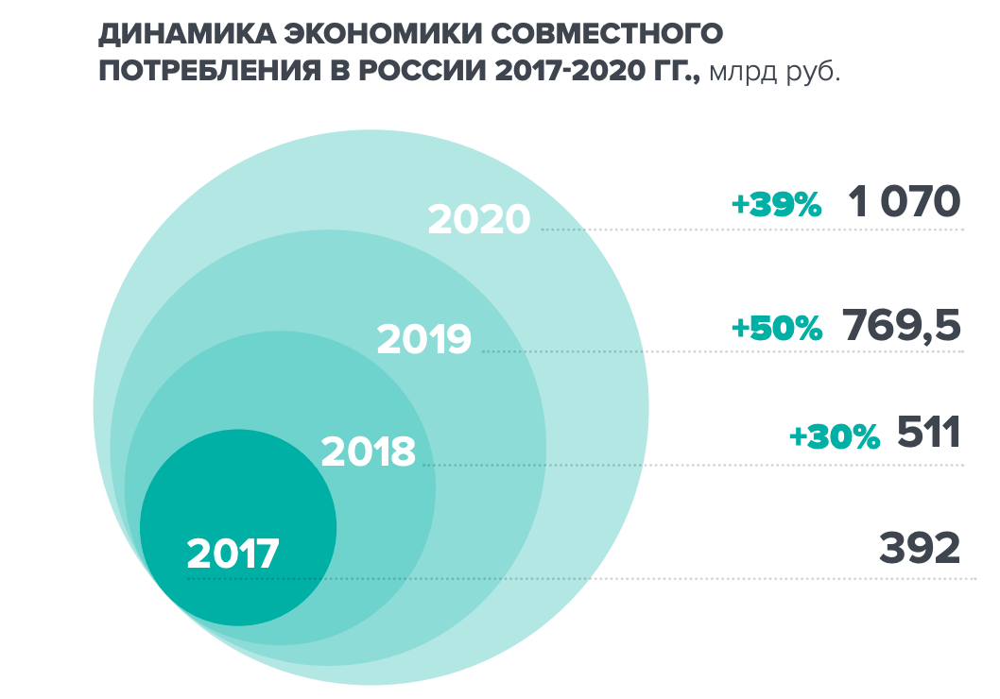 ДИНАМИКА ЭКОНОМИКИ СОВМЕСТНОГО
ПОТРЕБЛЕНИЯ В РОССИИ 2017-2020 ГГ., млрд руб.
2020 +39% 1 070
2019 +50% 769,5
2018 +30% 511
2017 392